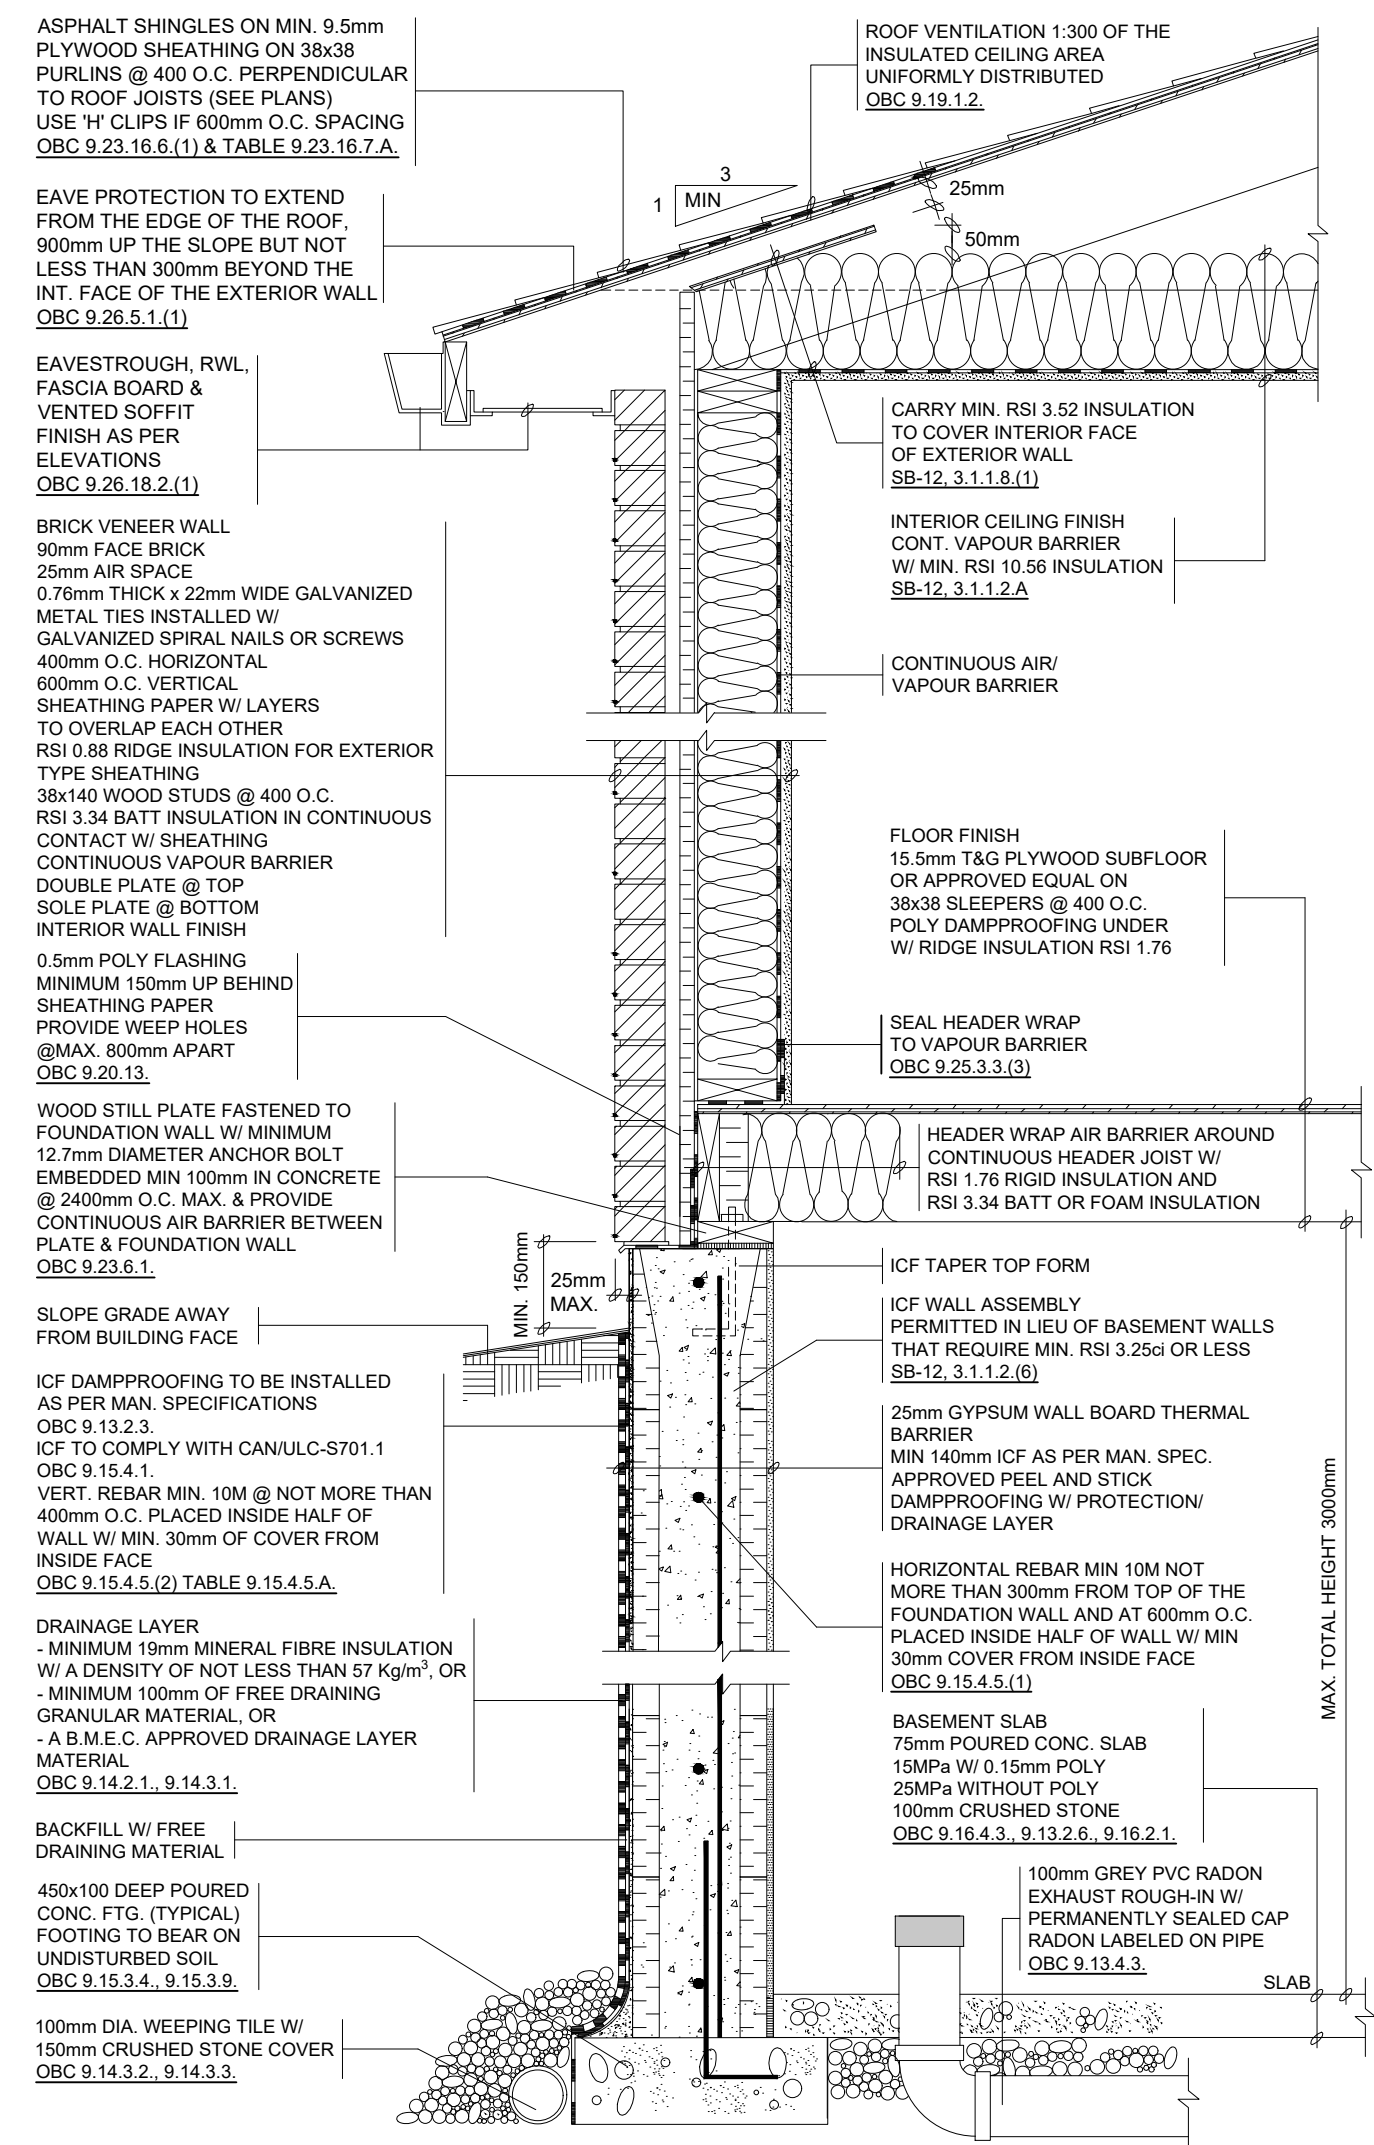 ASPHALT SHINGLES ON MIN. 9.5mm
PLYWOOD SHEATHING ON 38x38
PURLINS @ 400 O.C. PERPENDICULAR
TO ROOF JOISTS (SEE PLANS)
USE 'H' CLIPS IF 600mm O.C. SPACING
OBC 9.23.16.6.(1) & TABLE 9.23.16.7.A.
EAVE PROTECTION TO EXTEND
FROM THE EDGE OF THE ROOF,
900mm UP THE SLOPE BUT NOT
LESS THAN 300mm BEYOND THE
INT. FACE OF THE EXTERIOR WALL
OBC 9.26.5.1.(1)
EAVESTROUGH, RWL,
FASCIA BOARD &
VENTED SOFFIT
FINISH AS PER
ELEVATIONS
OBC 9.26.18.2.(1)
BRICK VENEER WALL
90mm FACE BRICK
25mm AIR SPACE
0.76mm THICK x 22mm WIDE GALVANIZED
METAL TIES INSTALLED W/
GALVANIZED SPIRAL NAILS OR SCREWS
400mm O.C. HORIZONTAL
600mm O.C. VERTICAL
SHEATHING PAPER W/ LAYERS
TO OVERLAP EACH OTHER
RSI 0.88 RIDGE INSULATION FOR EXTERIOR
TYPE SHEATHING
38x140 WOOD STUDS @ 400 O.C.
RSI 3.34 BATT INSULATION IN CONTINUOUS
CONTACT W/ SHEATHING
CONTINUOUS VAPOUR BARRIER
DOUBLE PLATE @ TOP
SOLE PLATE @ BOTTOM
INTERIOR WALL FINISH
0.5mm POLY FLASHING
MINIMUM 150mm UP BEHIND
SHEATHING PAPER
PROVIDE WEEP HOLES
@MAX. 800mm APART
OBC 9.20.13.
WOOD STILL PLATE FASTENED TO
FOUNDATION WALL W/ MINIMUM
12.7mm DIAMETER ANCHOR BOLT
EMBEDDED MIN 100mm IN CONCRETE
@ 2400mm O.C. MAX. & PROVIDE
CONTINUOUS AIR BARRIER BETWEEN
PLATE & FOUNDATION WALL
OBC 9.23.6.1.
SLOPE GRADE AWAY
FROM BUILDING FACE
ICF DAMPPROOFING TO BE INSTALLED
AS PER MAN. SPECIFICATIONS
OBC 9.13.2.3.
ICF TO COMPLY WITH CAN/ULC-S701.1
OBC 9.15.4.1.
VERT. REBAR MIN. 10M @ NOT MORE THAN
400mm O.C. PLACED INSIDE HALF OF
WALL W/ MIN. 30mm OF COVER FROM
INSIDE FACE
OBC 9.15.4.5.(2) TABLE 9.15.4.5.A.
DRAINAGE LAYER
- MINIMUM 19mm MINERAL FIBRE INSULATION
W/ A DENSITY OF NOT LESS THAN 57 Kg/m³, OR
- MINIMUM 100mm OF FREE DRAINING
GRANULAR MATERIAL, OR
- A B.M.E.C. APPROVED DRAINAGE LAYER
MATERIAL
OBC 9.14.2.1., 9.14.3.1.
BACKFILL W/ FREE
DRAINING MATERIAL
450x100 DEEP POURED
CONC. FTG. (TYPICAL)
FOOTING TO BEAR ON
UNDISTURBED SOIL
OBC 9.15.3.4., 9.15.3.9.
100mm DIA. WEEPING TILE W/
150mm CRUSHED STONE COVER
OBC 9.14.3.2., 9.14.3.3.
3
1
MIN
25mm
50mm
MIN. 150mm
25mm
MAX.
ROOF VENTILATION 1:300 OF THE
INSULATED CEILING AREA
UNIFORMLY DISTRIBUTED
OBC 9.19.1.2.
CARRY MIN. RSI 3.52 INSULATION
TO COVER INTERIOR FACE
OF EXTERIOR WALL
SB-12, 3.1.1.8.(1)
INTERIOR CEILING FINISH
CONT. VAPOUR BARRIER
W/ MIN. RSI 10.56 INSULATION
SB-12, 3.1.1.2.A
CONTINUOUS AIR/
VAPOUR BARRIER
FLOOR FINISH
15.5mm T&G PLYWOOD SUBFLOOR
OR APPROVED EQUAL ON
38x38 SLEEPERS @ 400 O.C.
POLY DAMPPROOFING UNDER
W/ RIDGE INSULATION RSI 1.76
SEAL HEADER WRAP
TO VAPOUR BARRIER
OBC 9.25.3.3.(3)
HEADER WRAP AIR BARRIER AROUND
CONTINUOUS HEADER JOIST W/
RSI 1.76 RIGID INSULATION AND
RSI 3.34 BATT OR FOAM INSULATION
ICF TAPER TOP FORM
ICF WALL ASSEMBLY
PERMITTED IN LIEU OF BASEMENT WALLS
THAT REQUIRE MIN. RSI 3.25ci OR LESS
SB-12, 3.1.1.2.(6)
25mm GYPSUM WALL BOARD THERMAL
BARRIER
MIN 140mm ICF AS PER MAN. SPEC.
APPROVED PEEL AND STICK
DAMPPROOFING W/ PROTECTION/
DRAINAGE LAYER
HORIZONTAL REBAR MIN 10M NOT
MORE THAN 300mm FROM TOP OF THE
FOUNDATION WALL AND AT 600mm O.C.
PLACED INSIDE HALF OF WALL W/ MIN
30mm COVER FROM INSIDE FACE
OBC 9.15.4.5.(1)
MAX. TOTAL HEIGHT 3000mm
BASEMENT SLAB
75mm POURED CONC. SLAB
15MPa W/ 0.15mm POLY
25MPa WITHOUT POLY
100mm CRUSHED STONE
OBC 9.16.4.3., 9.13.2.6., 9.16.2.1.
100mm GREY PVC RADON
EXHAUST ROUGH-IN W/
PERMANENTLY SEALED CAP
RADON LABELED ON PIPE
OBC 9.13.4.3.
SLAB